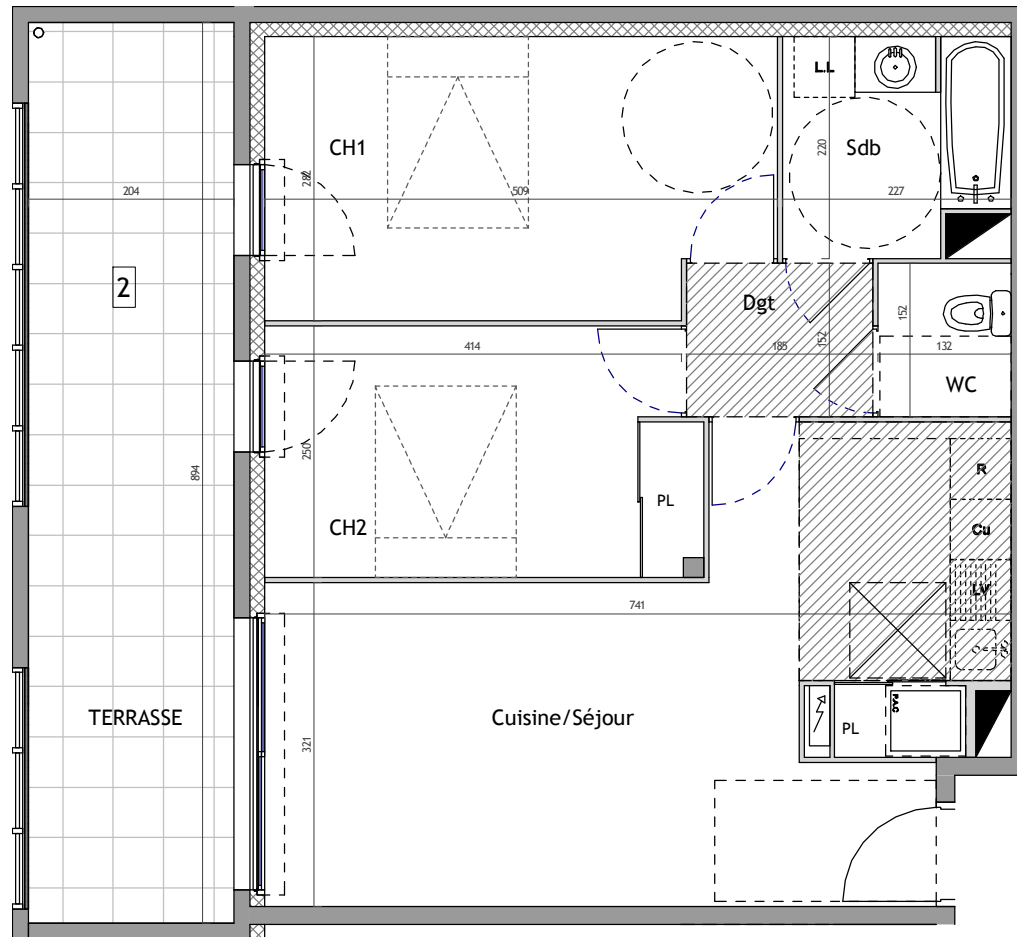 L.L
CH1
Sdb
220
282
204
509
227
2
Dgt
152
152
414
185
132
WC
250
894
R
PL
CH2
Cu
LV
741
TERRASSE
Cuisine/Séjour
321
PAC
PL